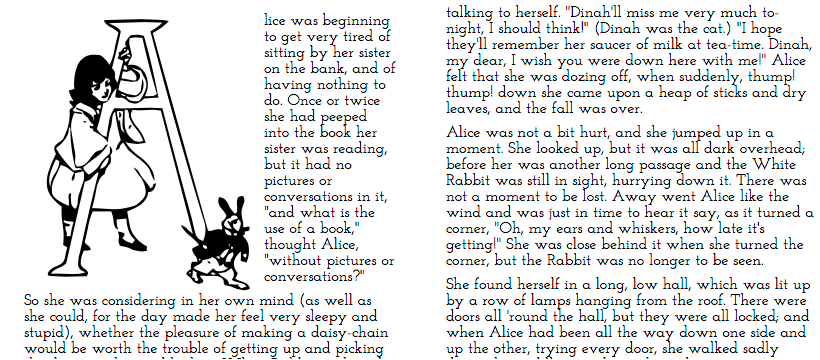 A
lice was beginning
to get very tired of
sitting by her sister
on the bank, and of
having nothing to
do. Once or twice
she had peeped
into the book her
sister was reading,
but it had no
pictures or
conversations in it,
"and what is the
use of a book,"
thought Alice,
"without pictures or
conversations?"
So she was considering in her own mind (as well as
she could, for the day made her feel very sleepy and
stupid), whether the pleasure of making a daisy-chain
would be worth the trouble of getting up and picking
talking to herself. "Dinah'll miss me very much to-
night, I should think!" (Dinah was the cat.) "I hope
they'll remember her saucer of milk at tea-time. Dinah,
my dear, I wish you were down here with me!" Alice
felt that she was dozing off, when suddenly, thump!
thump! down she came upon a heap of sticks and dry
leaves, and the fall was over.
Alice was not a bit hurt, and she jumped up in a
moment. She looked up, but it was all dark overhead;
before her was another long passage and the White
Rabbit was still in sight, hurrying down it. There was
not a moment to be lost. Away went Alice like the
wind and was just in time to hear it say, as it turned a
corner, "Oh, my ears and whiskers, how late it's
getting!" She was close behind it when she turned the
corner, but the Rabbit was no longer to be seen.
She found herself in a long, low hall, which was lit up
by a row of lamps hanging from the roof. There were
doors all 'round the hall, but they were all locked; and
when Alice had been all the way down one side and
up the other, trying every door, she walked sadly